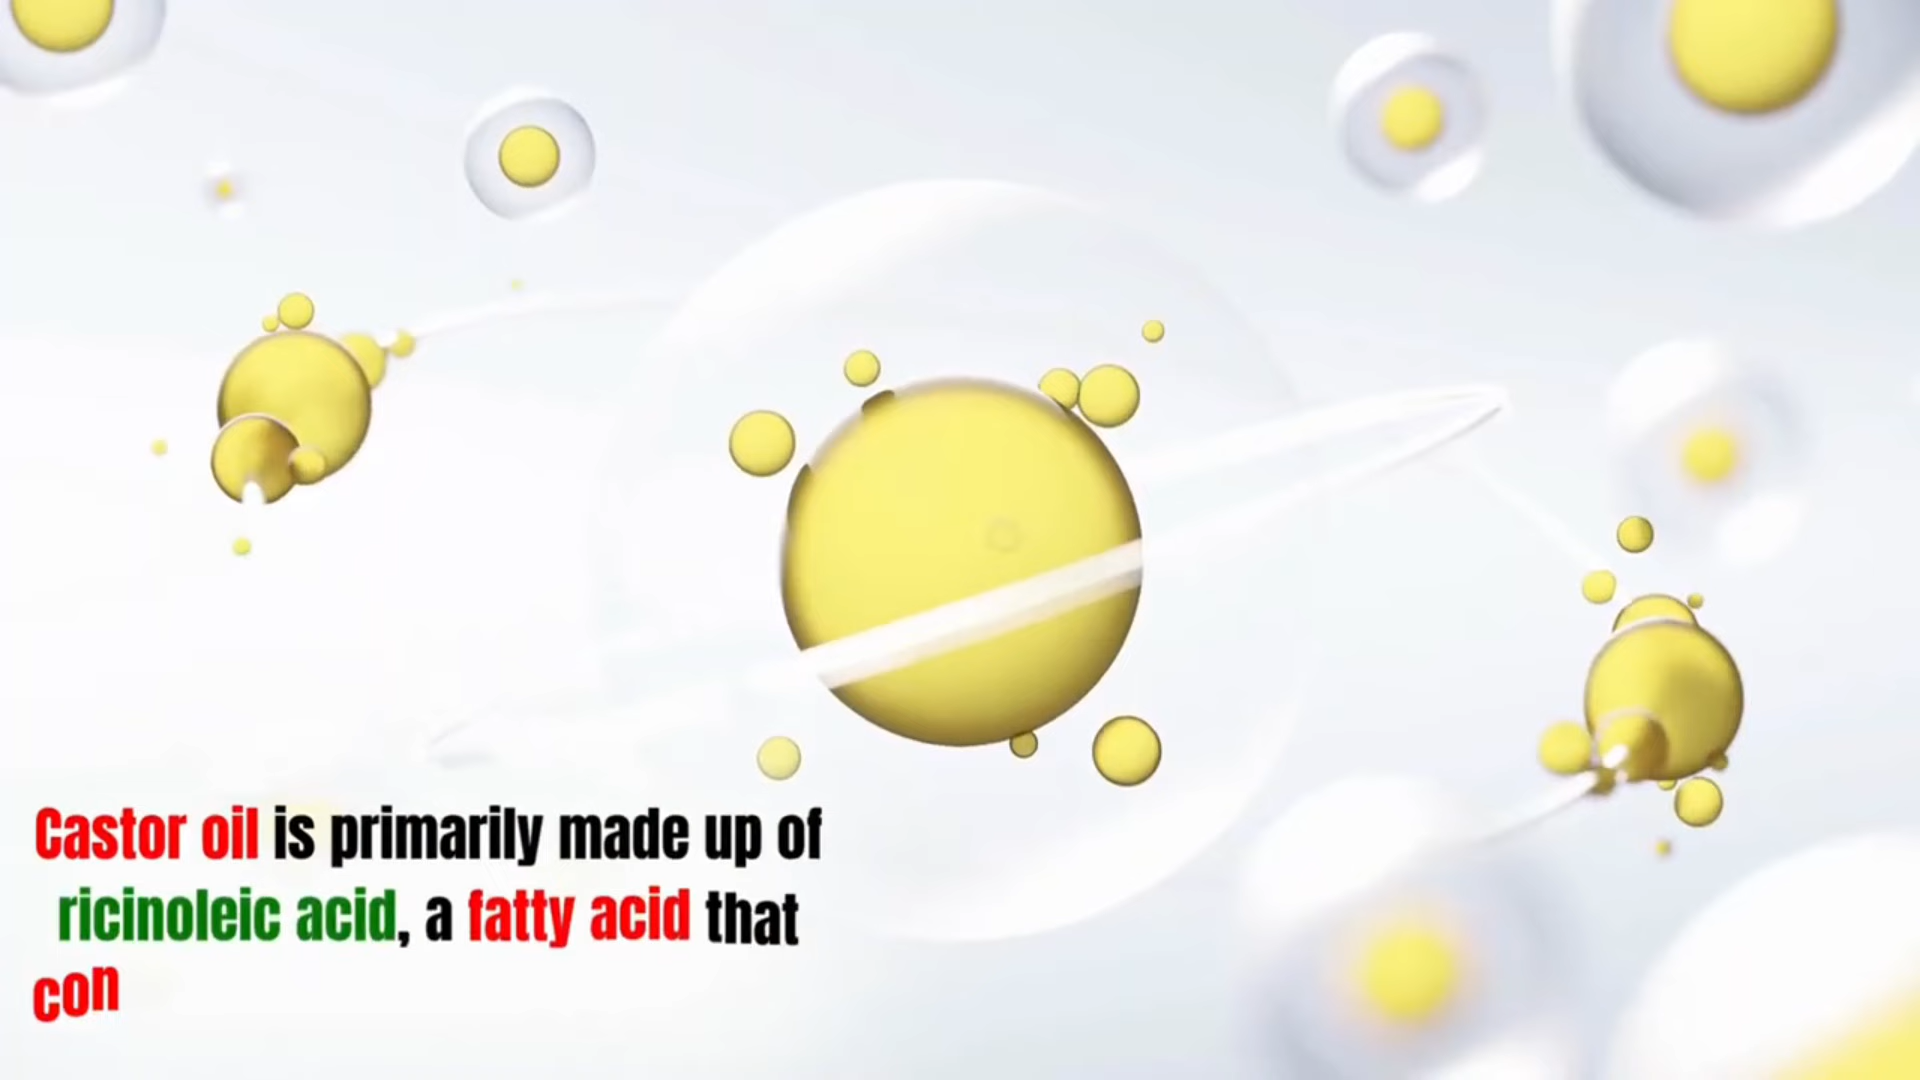 Castor oil is primarily made up of
ricinoleic acid, a fatty acid that
con